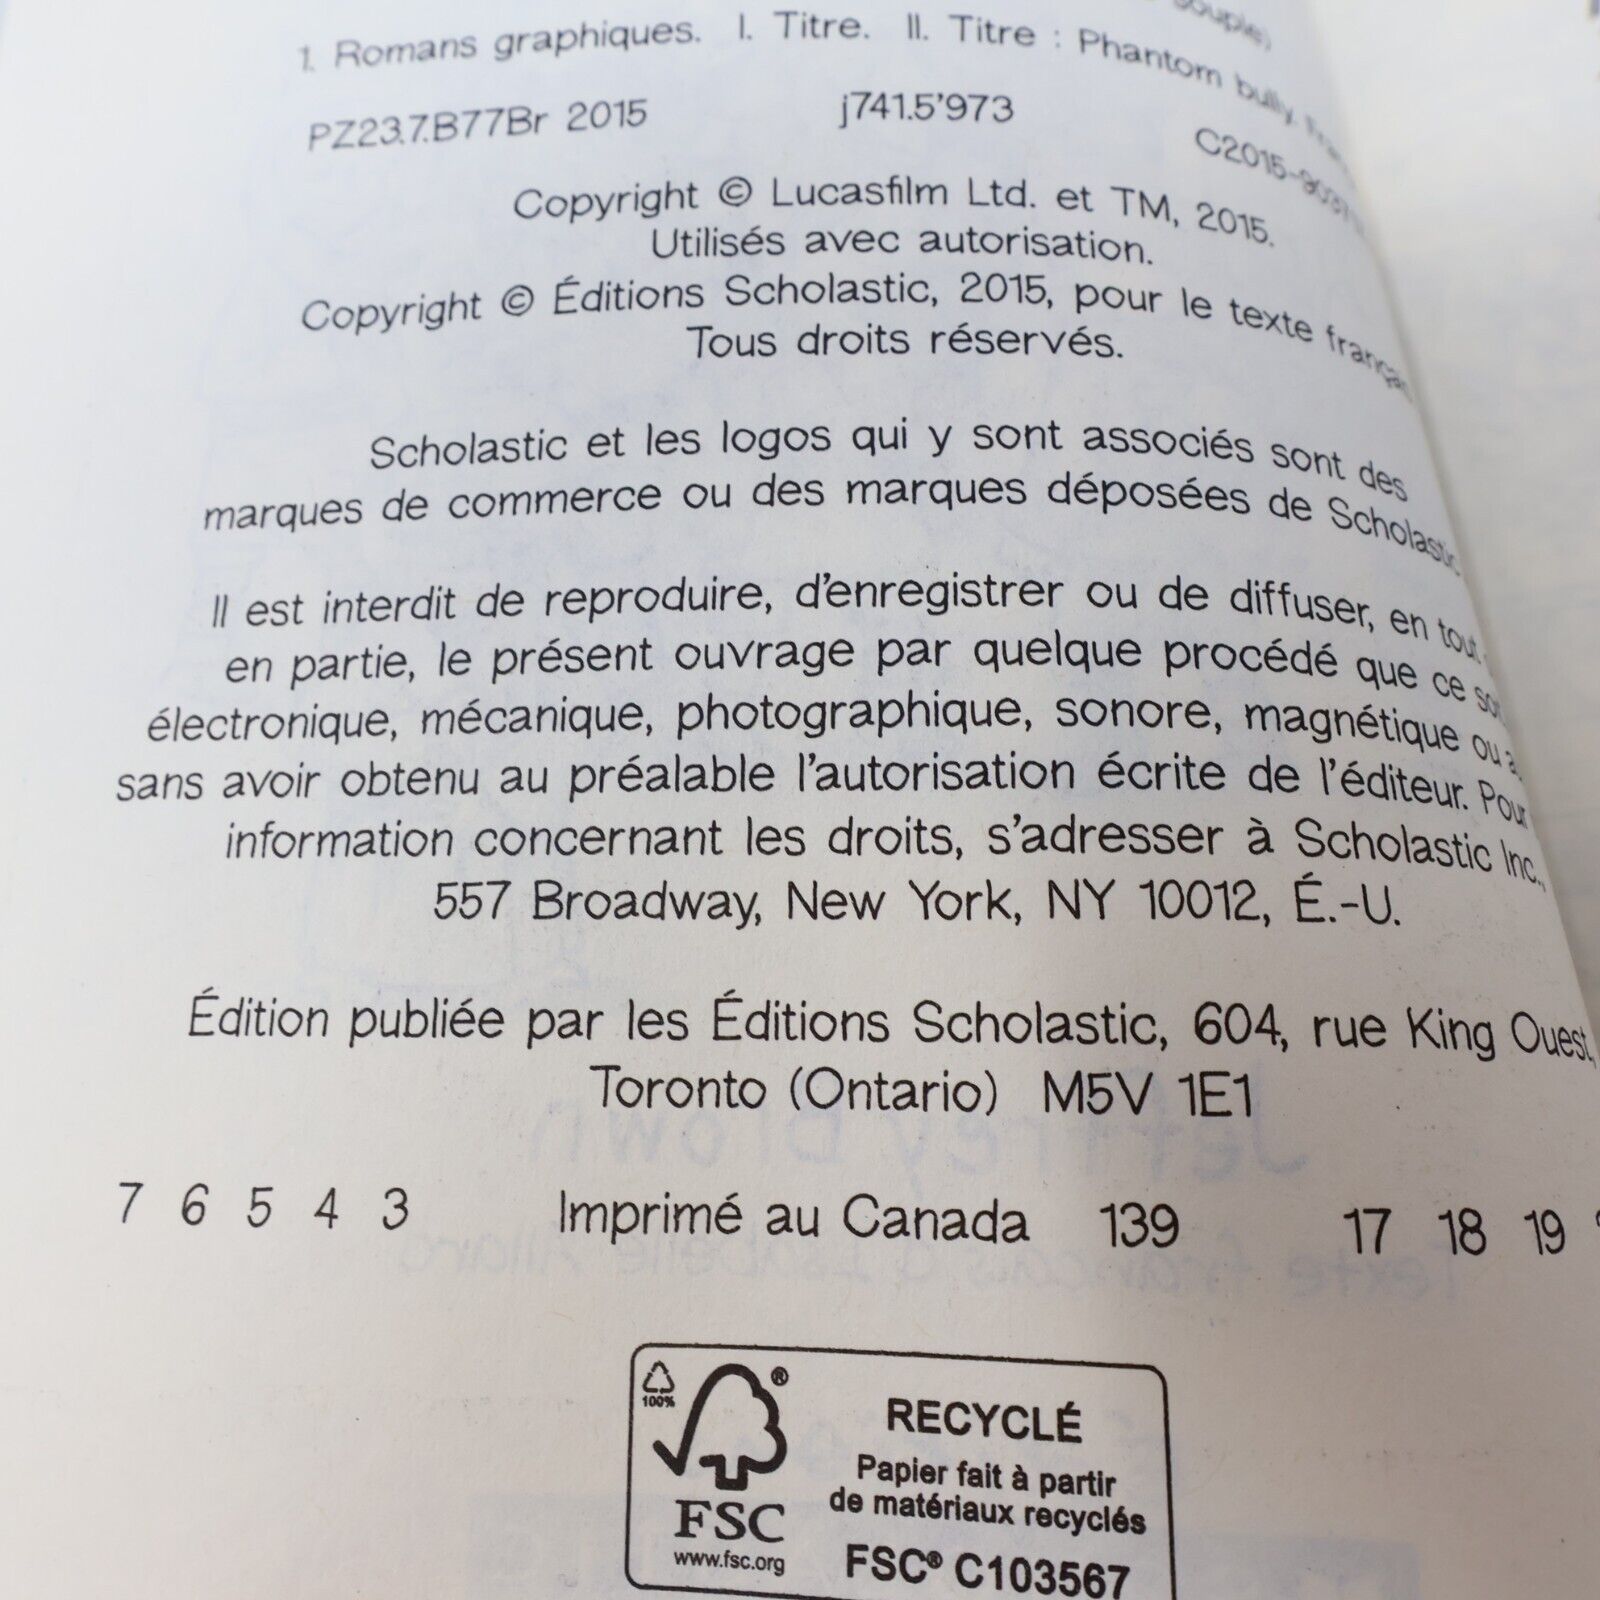 souple)
1. Romans graphiques. I. Titre. II. Titre : Phantom bully.
PZ23.7.B77Br 2015 j741.5'973
Copyright © Lucasfilm Ltd. et TM, 2015.
Utilisés avec autorisation.
Copyright © Éditions Scholastic, 2015, pour le texte français
Tous droits réservés.
Scholastic et les logos qui y sont associés sont des
marques de commerce ou des marques déposées de Scholastic
Il est interdit de reproduire, d'enregistrer ou de diffuser, en tout
en partie, le présent ouvrage par quelque procédé que ce
électronique, mécanique, photographique, sonore, magnétique ou
sans avoir obtenu au préalable l'autorisation écrite de l'éditeur. Pour
information concernant les droits, s'adresser à Scholastic Inc.,
557 Broadway, New York, NY 10012, É.-U.
Édition publiée par les Éditions Scholastic, 604, rue King Ouest,
Toronto (Ontario) M5V 1E1
7 6 5 4 3 Imprimé au Canada 139 17 18 19
100%
®
FSC
www.fsc.org
RECYCLÉ
Papier fait à partir
de matériaux recyclés
FSC® C103567